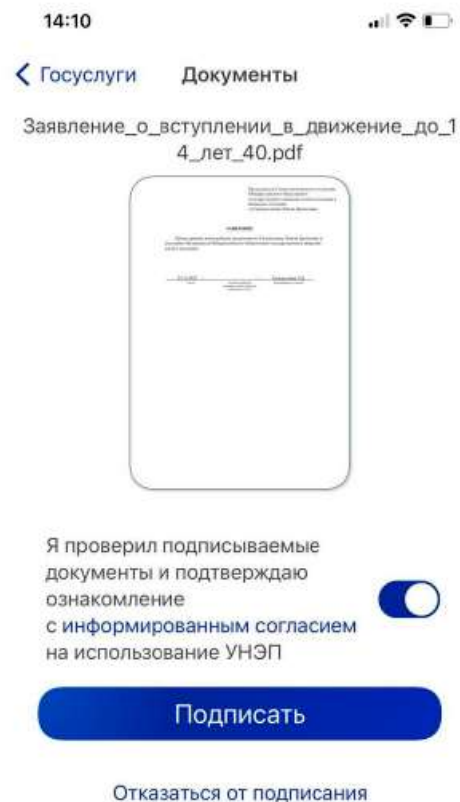 14:10
Госуслуги Документы
Заявление_о_вступлении_в_движение_до_1
4_лет_40.pdf
Я проверил подписываемые
документы и подтверждаю
ознакомление
с информированным согласием
на использование УНЭП
Подписать
Отказаться от подписания